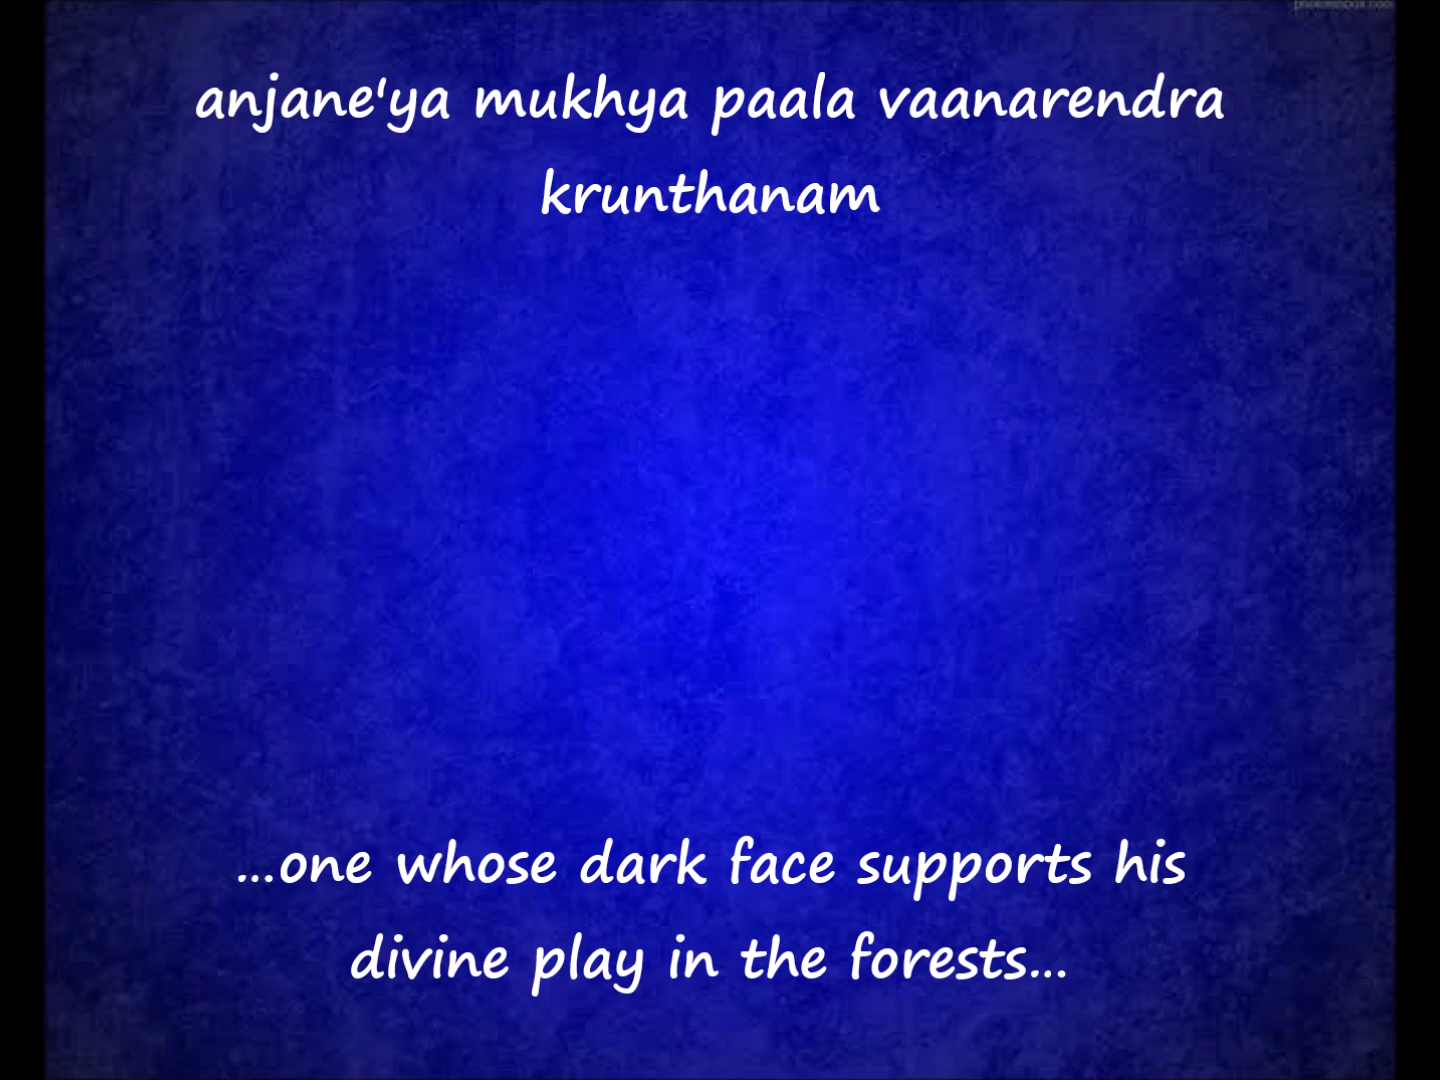 anjane'ya mukhya paala vaanarendra
krunthanam
...one whose dark face supports his
divine play in the forests...